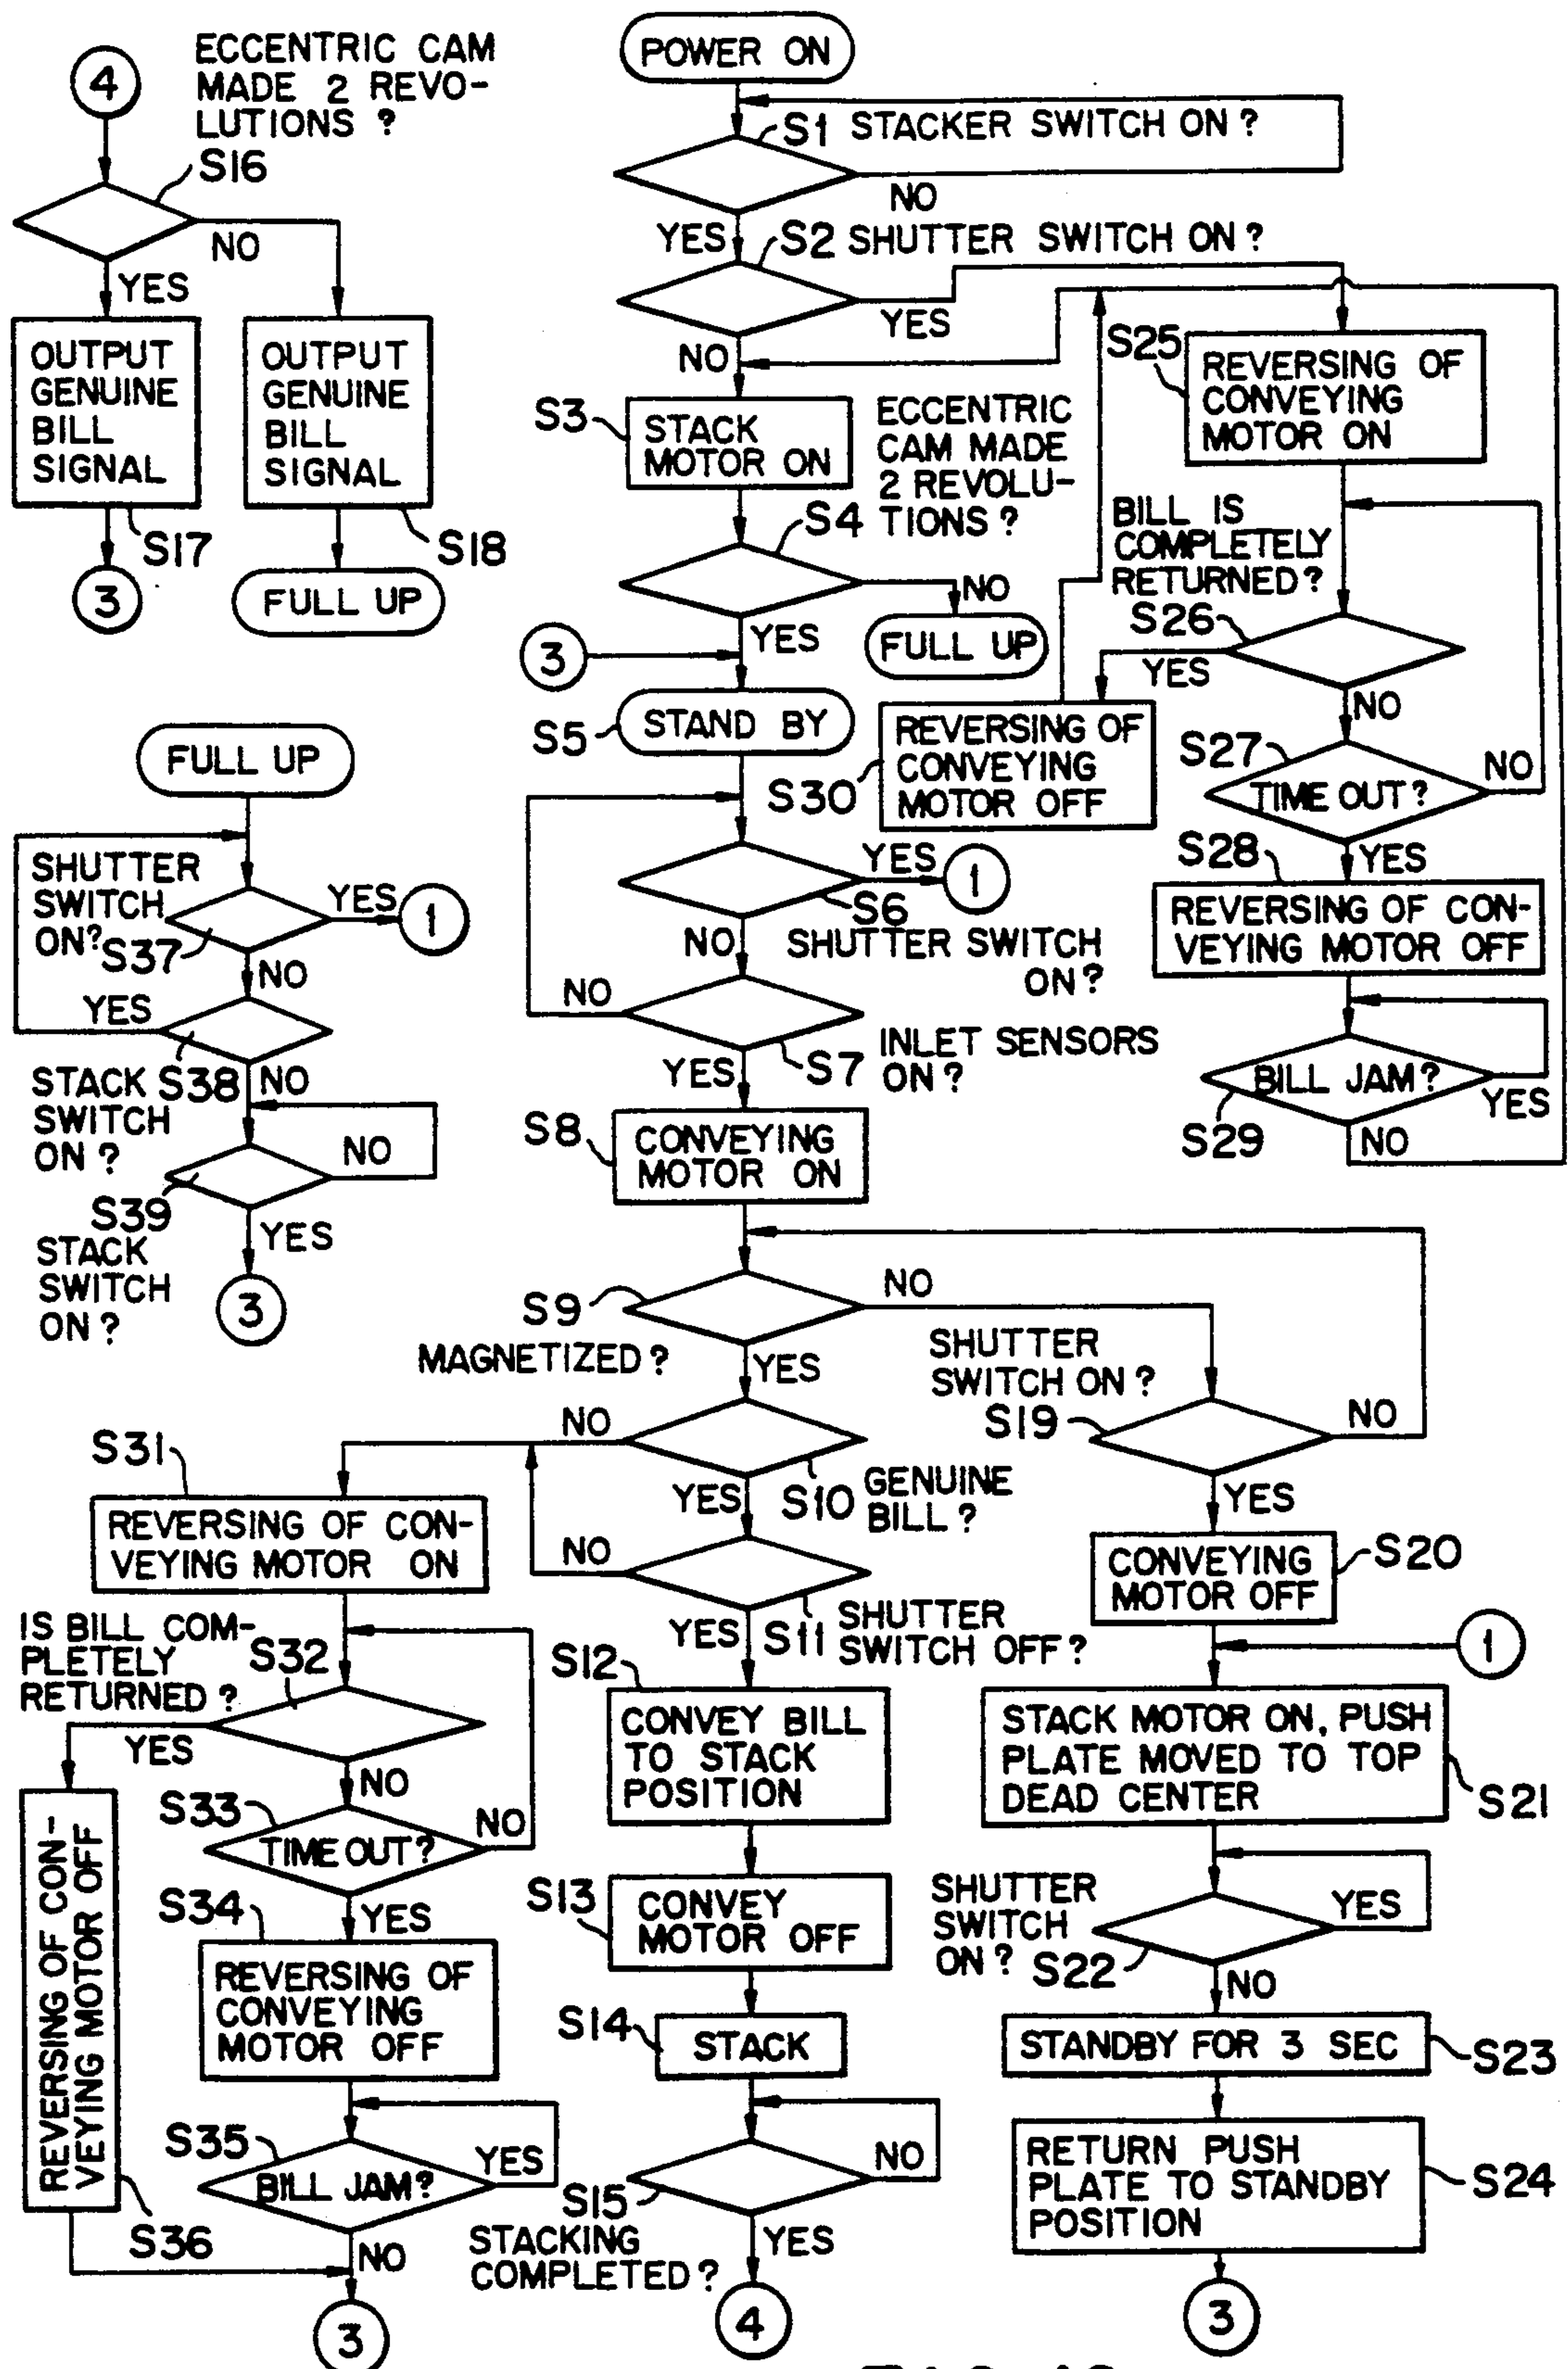 4
ECCENTRIC CAM
MADE 2 REVO-
LUTIONS ?
S16
NO
YES
OUTPUT
GENUINE
BILL
SIGNAL
S17
3
OUTPUT
GENUINE
BILL
SIGNAL
S18
FULL UP
POWER ON
S1 STACKER SWITCH ON ?
NO
YES
S2 SHUTTER SWITCH ON ?
YES
NO
S3
STACK
MOTOR ON
ECCENTRIC
CAM MADE
2 REVOLU-
TIONS ?
S4
NO
FULL UP
YES
3
S5
STAND BY
YES
1
S6
SHUTTER SWITCH
ON ?
NO
NO
S7
INLET SENSORS
ON ?
YES
S8
CONVEYING
MOTOR ON
S9
NO
MAGNETIZED ?
YES
NO
S10
GENUINE
BILL ?
YES
NO
S11
SHUTTER
SWITCH OFF ?
YES
S12
CONVEY BILL
TO STACK
POSITION
S13
CONVEY
MOTOR OFF
S14
STACK
NO
S15
STACKING
COMPLETED ?
YES
4
S25
REVERSING OF
CONVEYING
MOTOR ON
BILL IS
COMPLETELY
RETURNED ?
S26
YES
NO
S30
REVERSING OF
CONVEYING
MOTOR OFF
S27
TIME OUT ?
NO
YES
S28
REVERSING OF CON-
VEYING MOTOR OFF
BILL JAM ?
S29
YES
NO
FULL UP
SHUTTER
SWITCH
ON ?
S37
YES
1
NO
YES
S38
STACK
SWITCH
ON ?
NO
NO
S39
STACK
SWITCH
ON ?
YES
3
SHUTTER
SWITCH ON ?
S19
NO
YES
CONVEYING
MOTOR OFF
S20
1
STACK MOTOR ON, PUSH
PLATE MOVED TO TOP
DEAD CENTER
S21
SHUTTER
SWITCH
ON ?
S22
YES
NO
STANDBY FOR 3 SEC
S23
RETURN PUSH
PLATE TO STANDBY
POSITION
S24
3
S31
REVERSING OF CON-
VEYING MOTOR ON
IS BILL COM-
PLETELY
RETURNED ?
S32
YES
NO
S33
TIME OUT ?
NO
YES
S34
REVERSING OF
CONVEYING
MOTOR OFF
S35
BILL JAM ?
YES
NO
REVERSING OF CON-
VEYING MOTOR OFF
S36
3